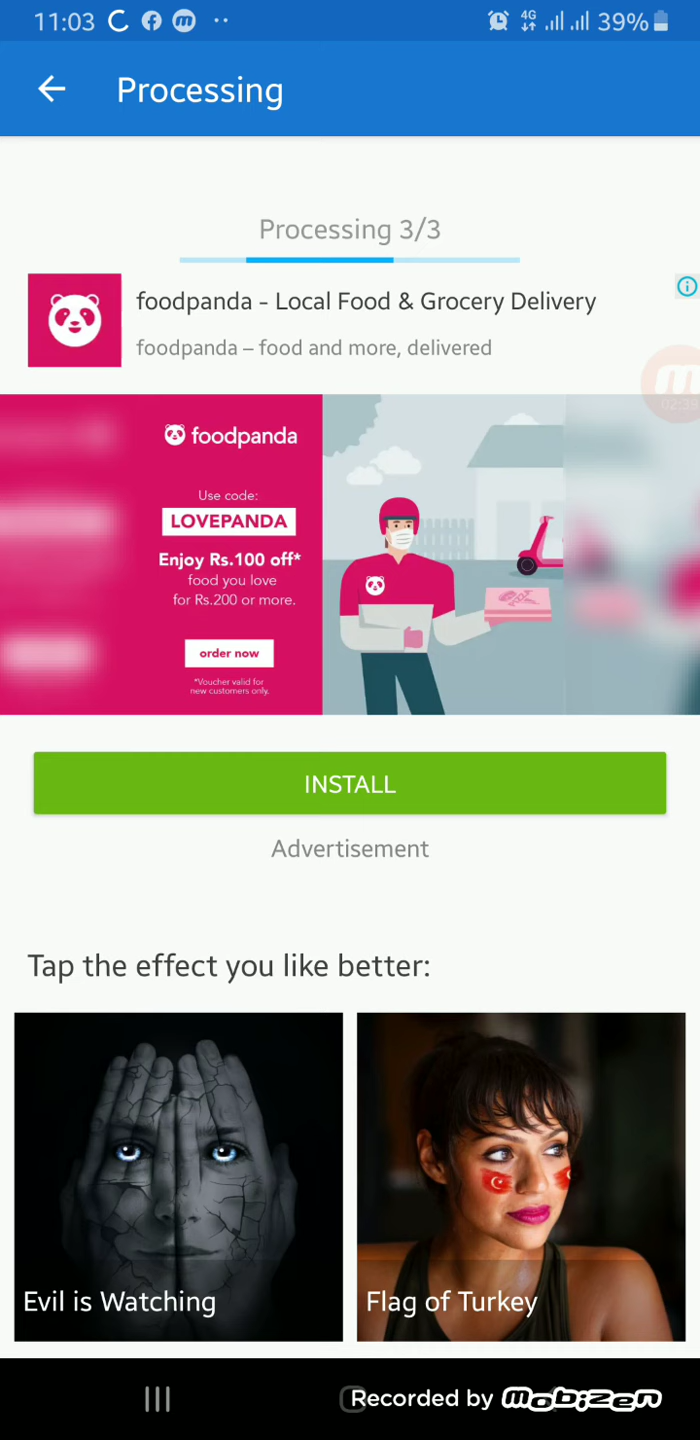 11:03
4G
39%
Processing
Processing 3/3
foodpanda - Local Food & Grocery Delivery
foodpanda – food and more, delivered
02:39
foodpanda
Use code:
LOVEPANDA
Enjoy Rs.100 off*
food you love
for Rs.200 or more.
order now
*Voucher valid for
new customers only.
INSTALL
Advertisement
Tap the effect you like better:
Evil is Watching
Flag of Turkey
Recorded by mobizen